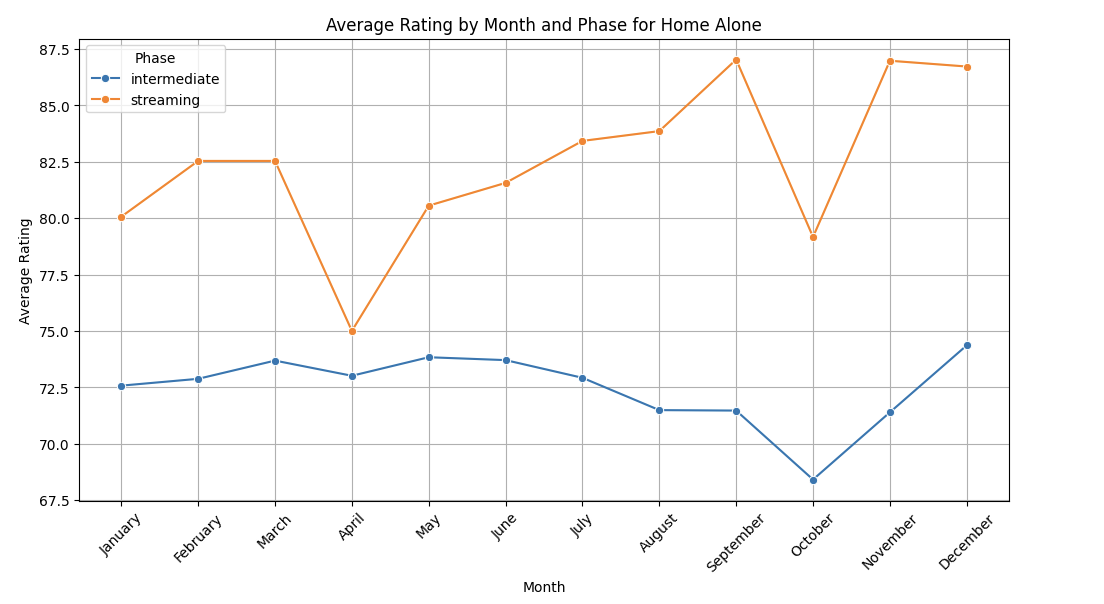 Average Rating by Month and Phase for Home Alone
Phase
intermediate
streaming
Average Rating
87.5
85.0
82.5
80.0
77.5
75.0
72.5
70.0
67.5
January
February
March
April
May
June
July
August
September
October
November
December
Month